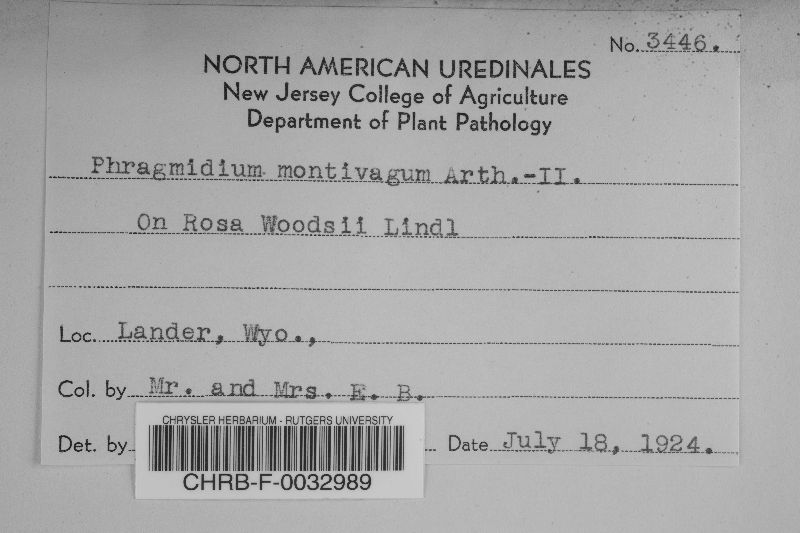 No. 3446.
NORTH AMERICAN UREDINALES
New Jersey College of Agriculture
Department of Plant Pathology
Phragmidium montivagum Arth.-II.
On Rosa Woodsii Lindl
Loc. Lander, Wyo.,
Col. by Mr. and Mrs. E. B.
CHRYSLER HERBARIUM - RUTGERS UNIVERSITY
Det. by Date July 18, 1924.
CHRB-F-0032989